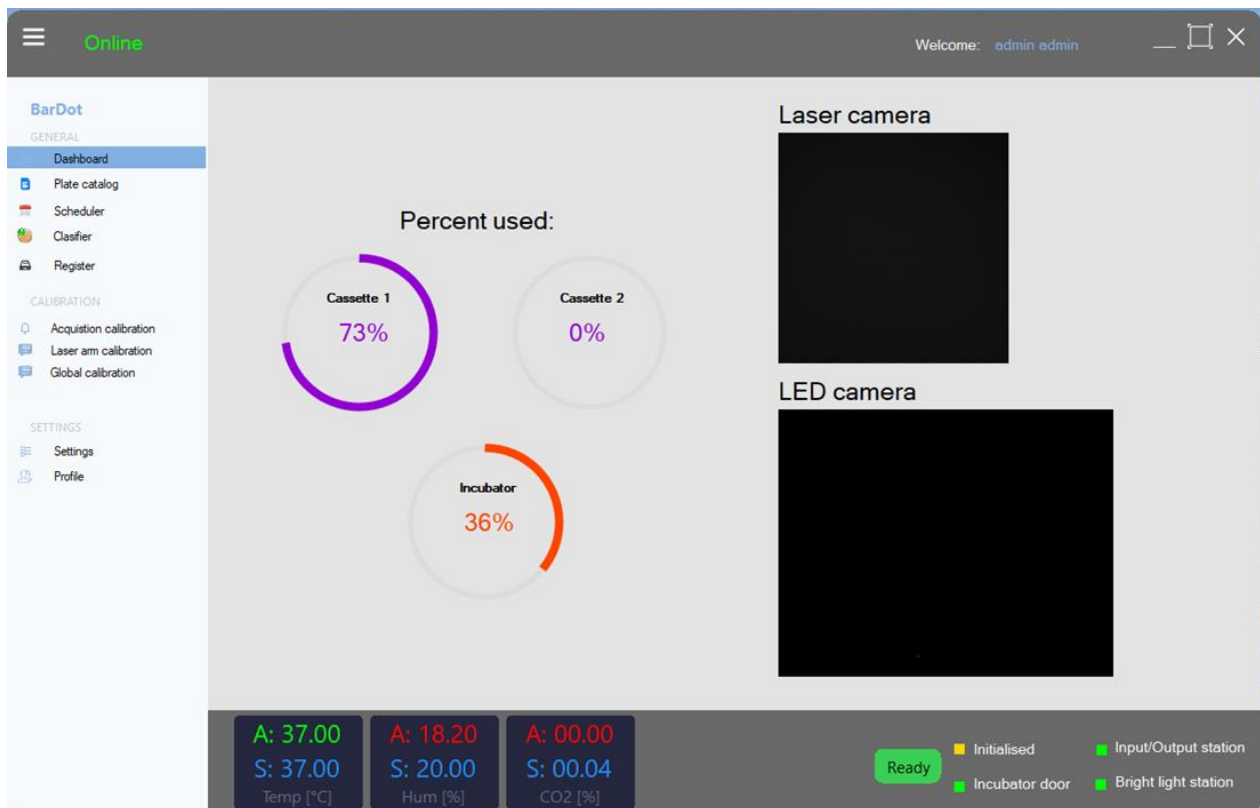 Online
Welcome: admin admin
BarDot
GENERAL
Dashboard
Plate catalog
Scheduler
Clasifier
Register
CALIBRATION
Acquistion calibration
Laser arm calibration
Global calibration
SETTINGS
Settings
Profile
Percent used:
Cassette 1
73%
Cassette 2
0%
Incubator
36%
Laser camera
LED camera
A: 37.00
S: 37.00
Temp [°C]
A: 18.20
S: 20.00
Hum [%]
A: 00.00
S: 00.04
CO2 [%]
Ready
Initialised
Incubator door
Input/Output station
Bright light station